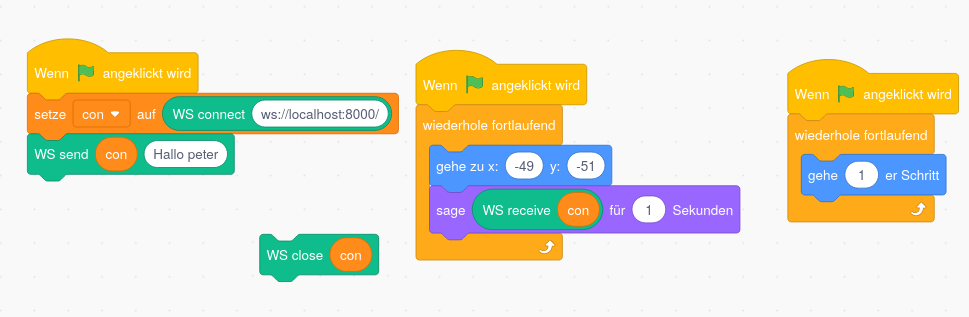 Wenn angeklickt wird
setze con auf WS connect ws://localhost:8000/
WS send con Hallo peter
WS close con
Wenn angeklickt wird
wiederhole fortlaufend
gehe zu x: -49 y: -51
sage WS receive con für 1 Sekunden
Wenn angeklickt wird
wiederhole fortlaufend
gehe 1 er Schritt